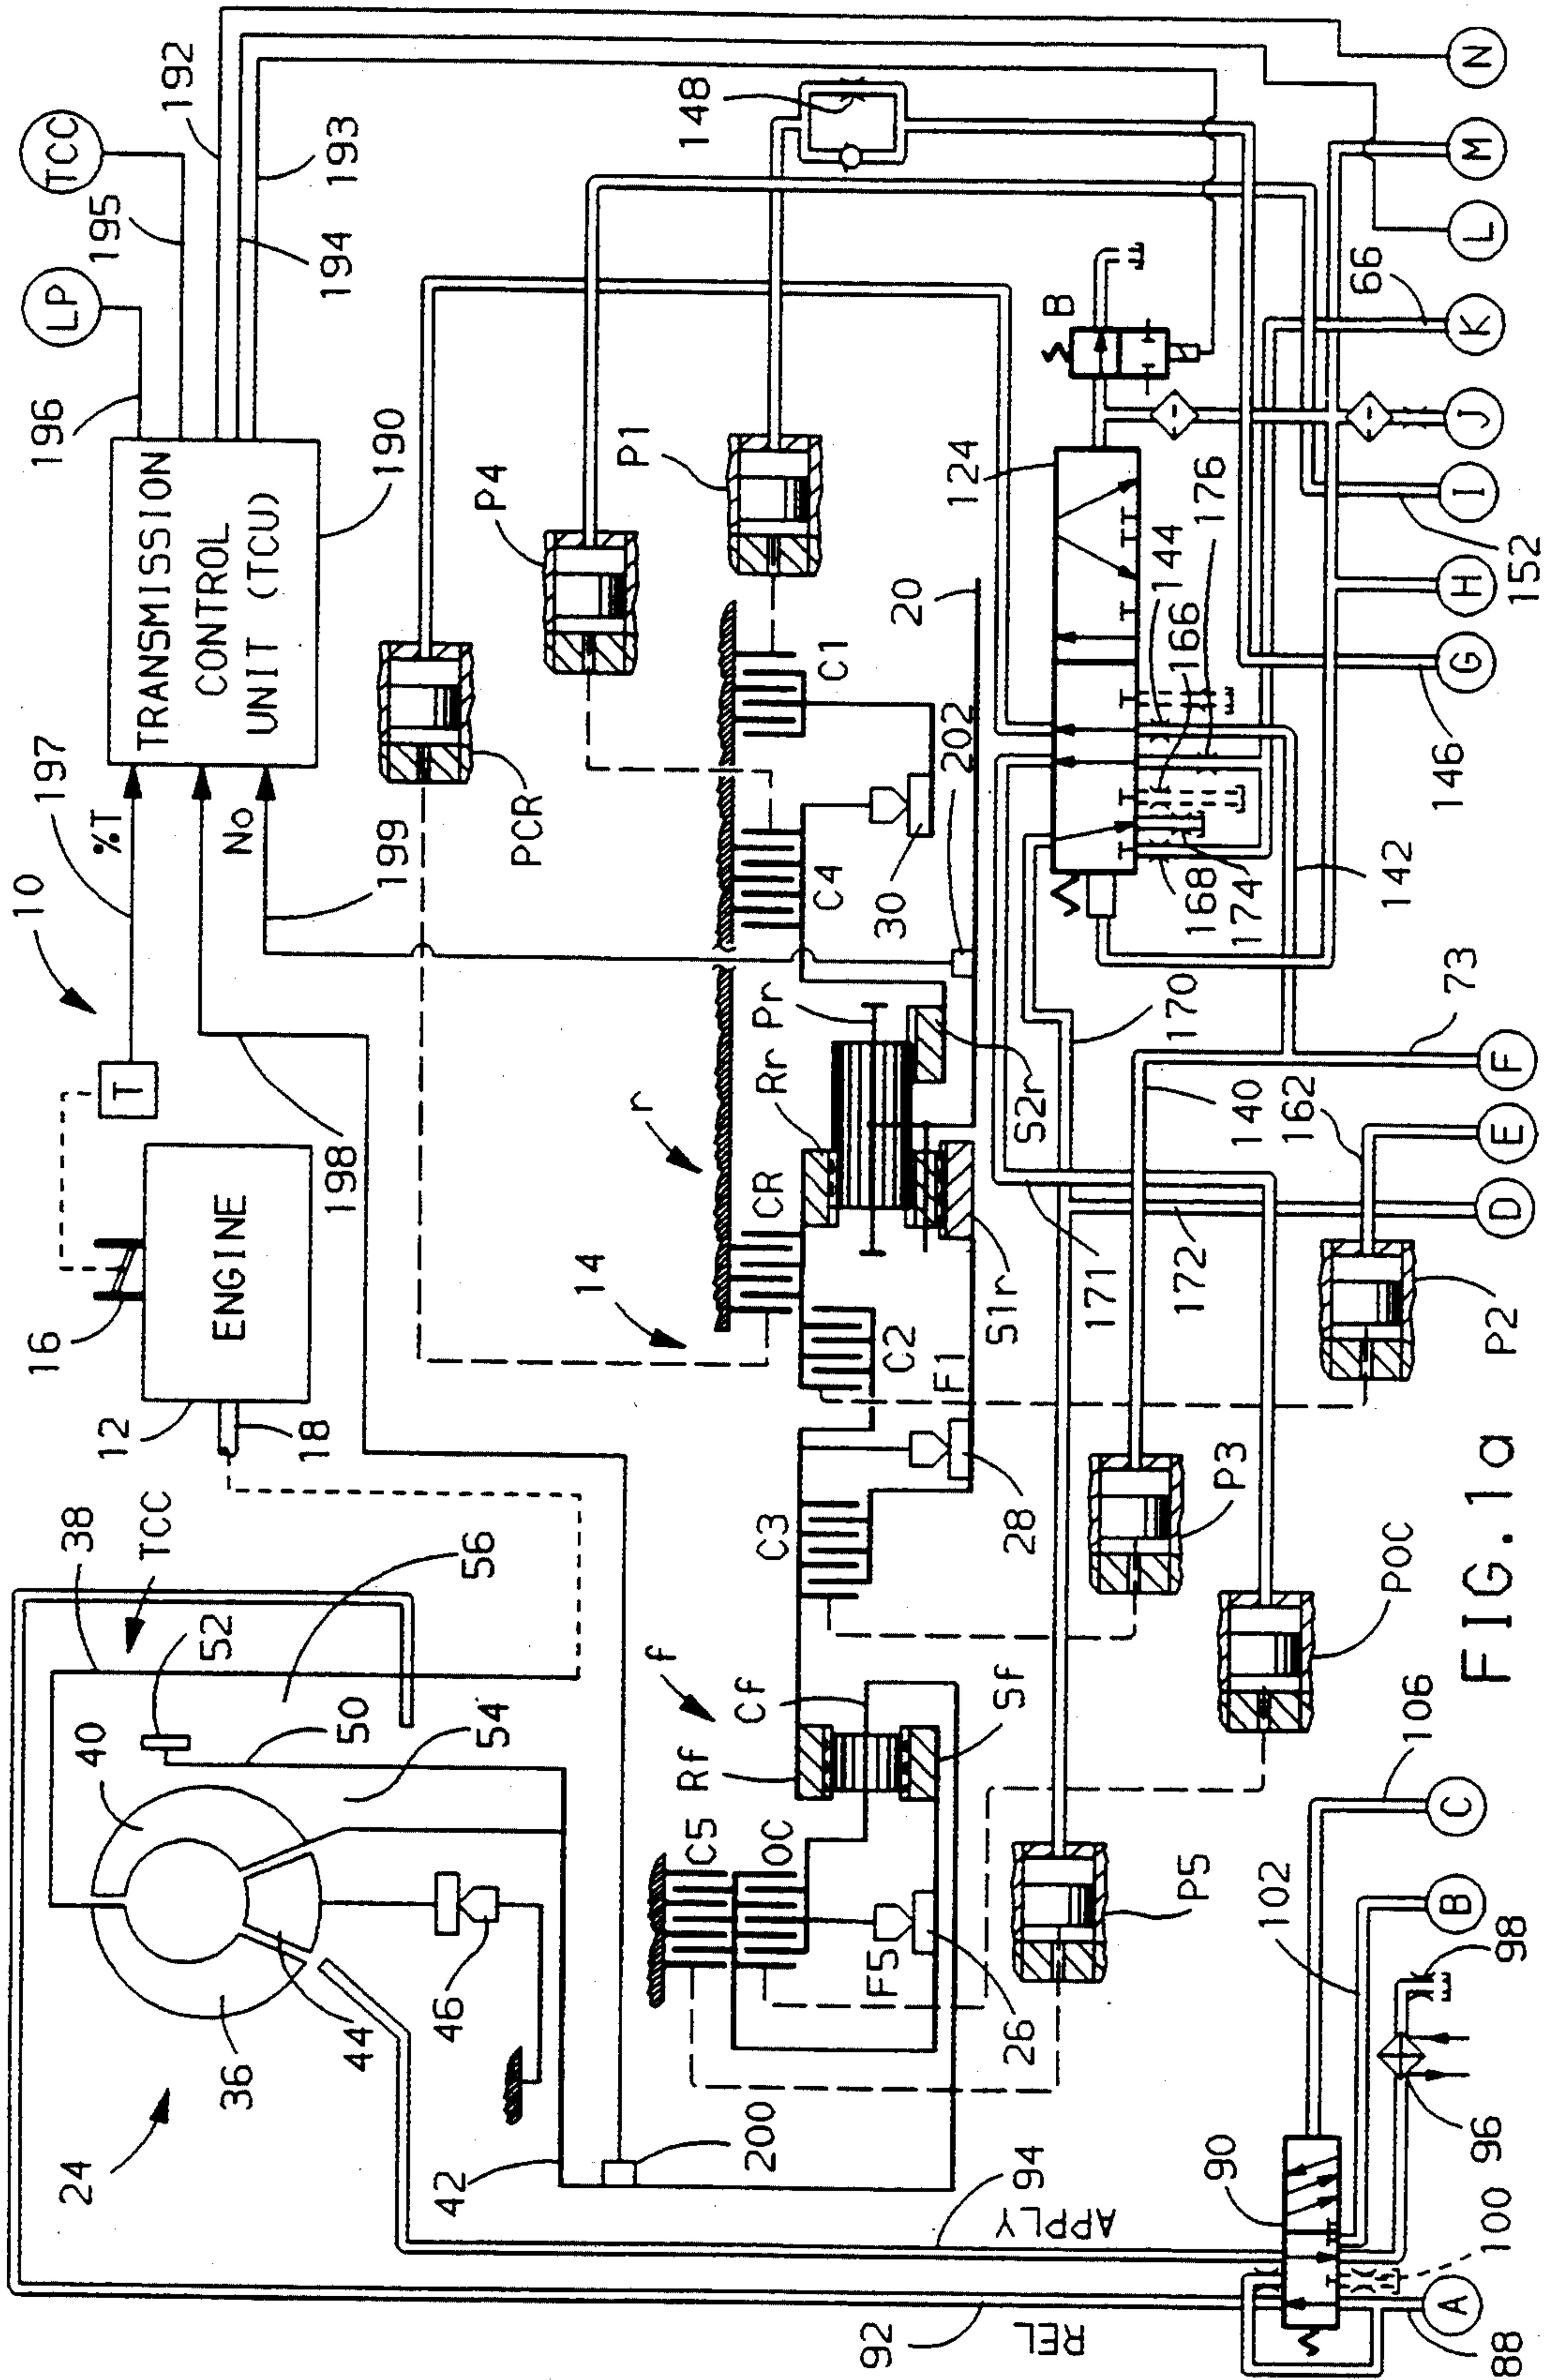 LP
TCC
196
195
192
194
193
TRANSMISSION
CONTROL
UNIT (TCU)
190
197
%T
No
10
T
199
198
16
ENGINE
12
18
38
TCC
56
52
50
54
40
36
44
46
24
42
200
PCR
P4
P1
148
C1
C4
30
202
20
r
CR
Rr
Pr
S2r
S1r
14
C2
F1
28
C3
f
Rf
Cf
Sf
C5
OC
F5
26
B
124
144
166
176
168
174
142
170
140
171
172
162
73
P2
P3
POC
P5
94
APPLY
92
REL
90
100
88
96
98
102
106
66
152
146
A
B
C
D
E
F
G
H
I
J
K
L
M
N
FIG. 1a